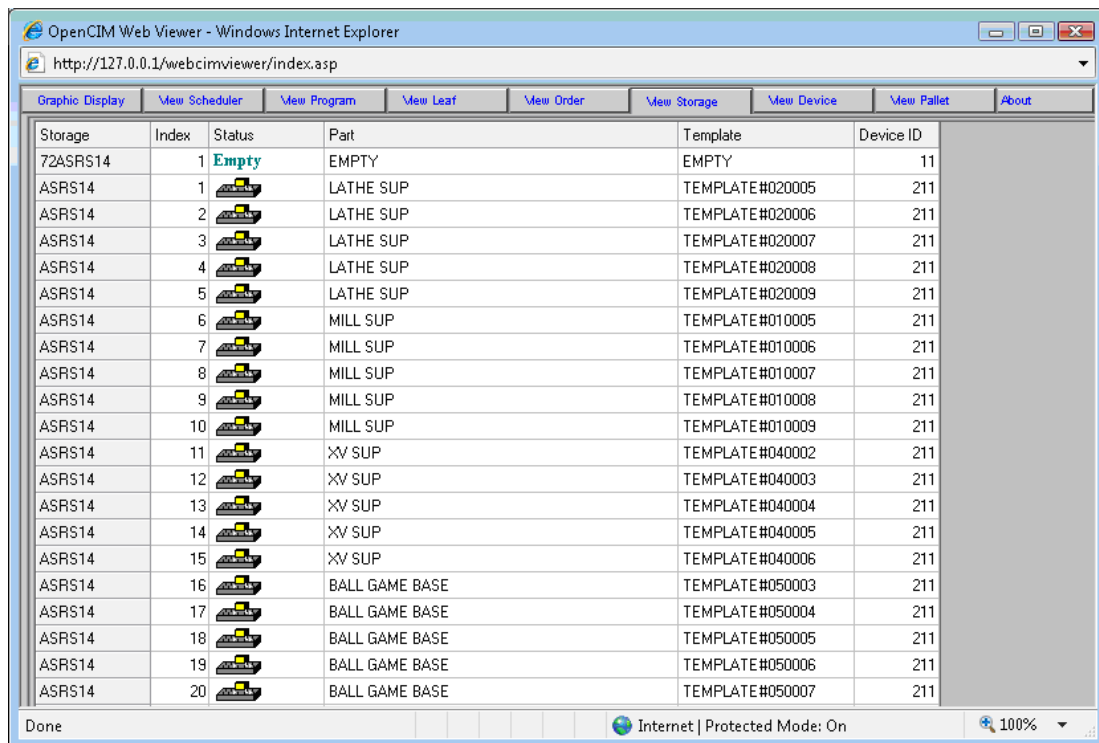 OpenCIM Web Viewer - Windows Internet Explorer
http://127.0.0.1/webcimviewer/index.asp
Graphic Display View Scheduler View Program View Leaf View Order View Storage View Device View Pallet About
Storage Index Status Part Template Device ID
72ASRS14 1 Empty EMPTY EMPTY 11
ASRS14 1 LATHE SUP TEMPLATE#020005 211
ASRS14 2 LATHE SUP TEMPLATE#020006 211
ASRS14 3 LATHE SUP TEMPLATE#020007 211
ASRS14 4 LATHE SUP TEMPLATE#020008 211
ASRS14 5 LATHE SUP TEMPLATE#020009 211
ASRS14 6 MILL SUP TEMPLATE#010005 211
ASRS14 7 MILL SUP TEMPLATE#010006 211
ASRS14 8 MILL SUP TEMPLATE#010007 211
ASRS14 9 MILL SUP TEMPLATE#010008 211
ASRS14 10 MILL SUP TEMPLATE#010009 211
ASRS14 11 XV SUP TEMPLATE#040002 211
ASRS14 12 XV SUP TEMPLATE#040003 211
ASRS14 13 XV SUP TEMPLATE#040004 211
ASRS14 14 XV SUP TEMPLATE#040005 211
ASRS14 15 XV SUP TEMPLATE#040006 211
ASRS14 16 BALL GAME BASE TEMPLATE#050003 211
ASRS14 17 BALL GAME BASE TEMPLATE#050004 211
ASRS14 18 BALL GAME BASE TEMPLATE#050005 211
ASRS14 19 BALL GAME BASE TEMPLATE#050006 211
ASRS14 20 BALL GAME BASE TEMPLATE#050007 211
Done Internet | Protected Mode: On 100%